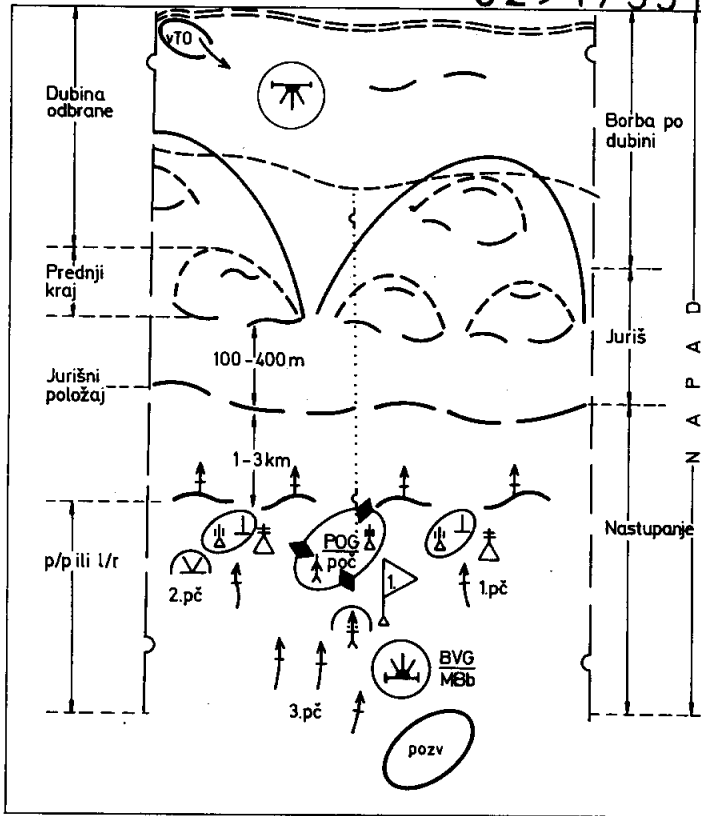 vTO
Dubina
odbrane
Borba po
dubini
Prednji
kraj
Juriš
100-400m
Jurišni
položaj
1-3km
NAPAD
Nastupanje
POG
poč
p/p ili l/r
2.pč
1.
1.pč
BVG
MBb
3.pč
pozv